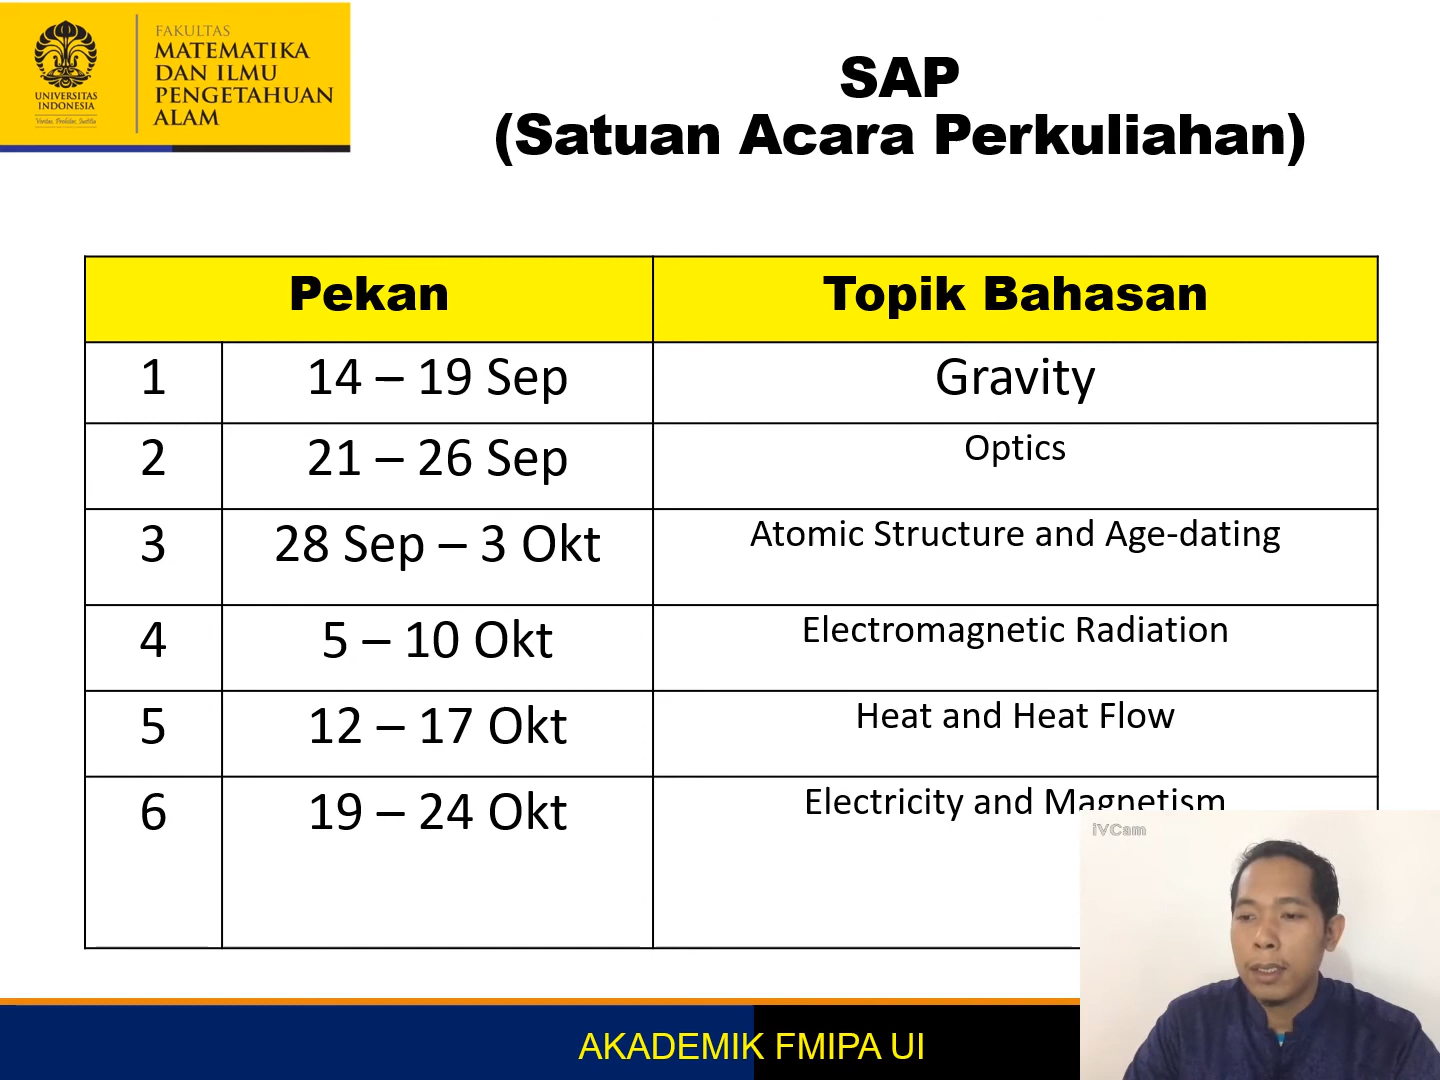 FAKULTAS
MATEMATIKA
DAN ILMU
PENGETAHUAN
ALAM
UNIVERSITAS
INDONESIA
Veritas, Probitas, Iustitia
SAP
(Satuan Acara Perkuliahan)
Pekan Topik Bahasan
1 14 – 19 Sep Gravity
2 21 – 26 Sep Optics
3 28 Sep – 3 Okt Atomic Structure and Age-dating
4 5 – 10 Okt Electromagnetic Radiation
5 12 – 17 Okt Heat and Heat Flow
6 19 – 24 Okt Electricity and Magnetism
iVCam
AKADEMIK FMIPA UI